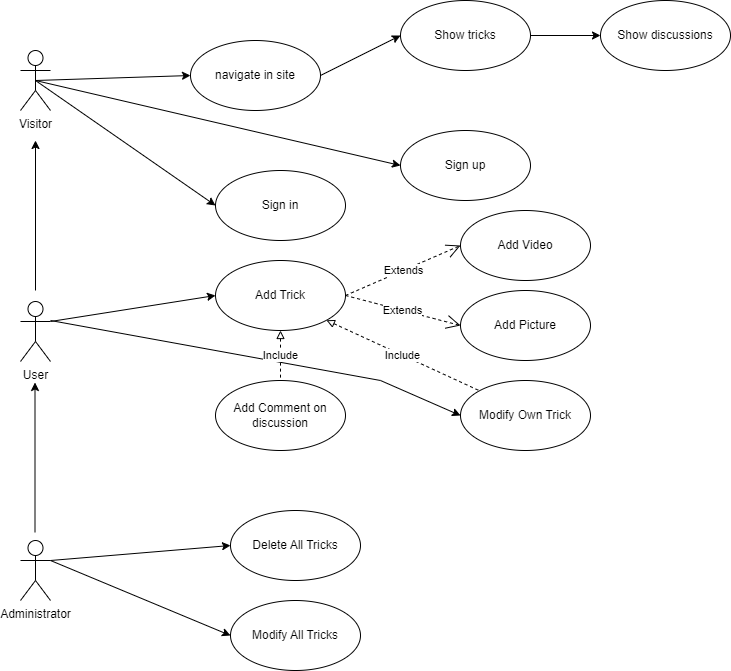 Show tricks
Show discussions
navigate in site
Visitor
Sign up
Sign in
Add Video
Extends
Add Trick
Extends
Add Picture
User
Include
Include
Add Comment on
discussion
Modify Own Trick
Delete All Tricks
Administrator
Modify All Tricks